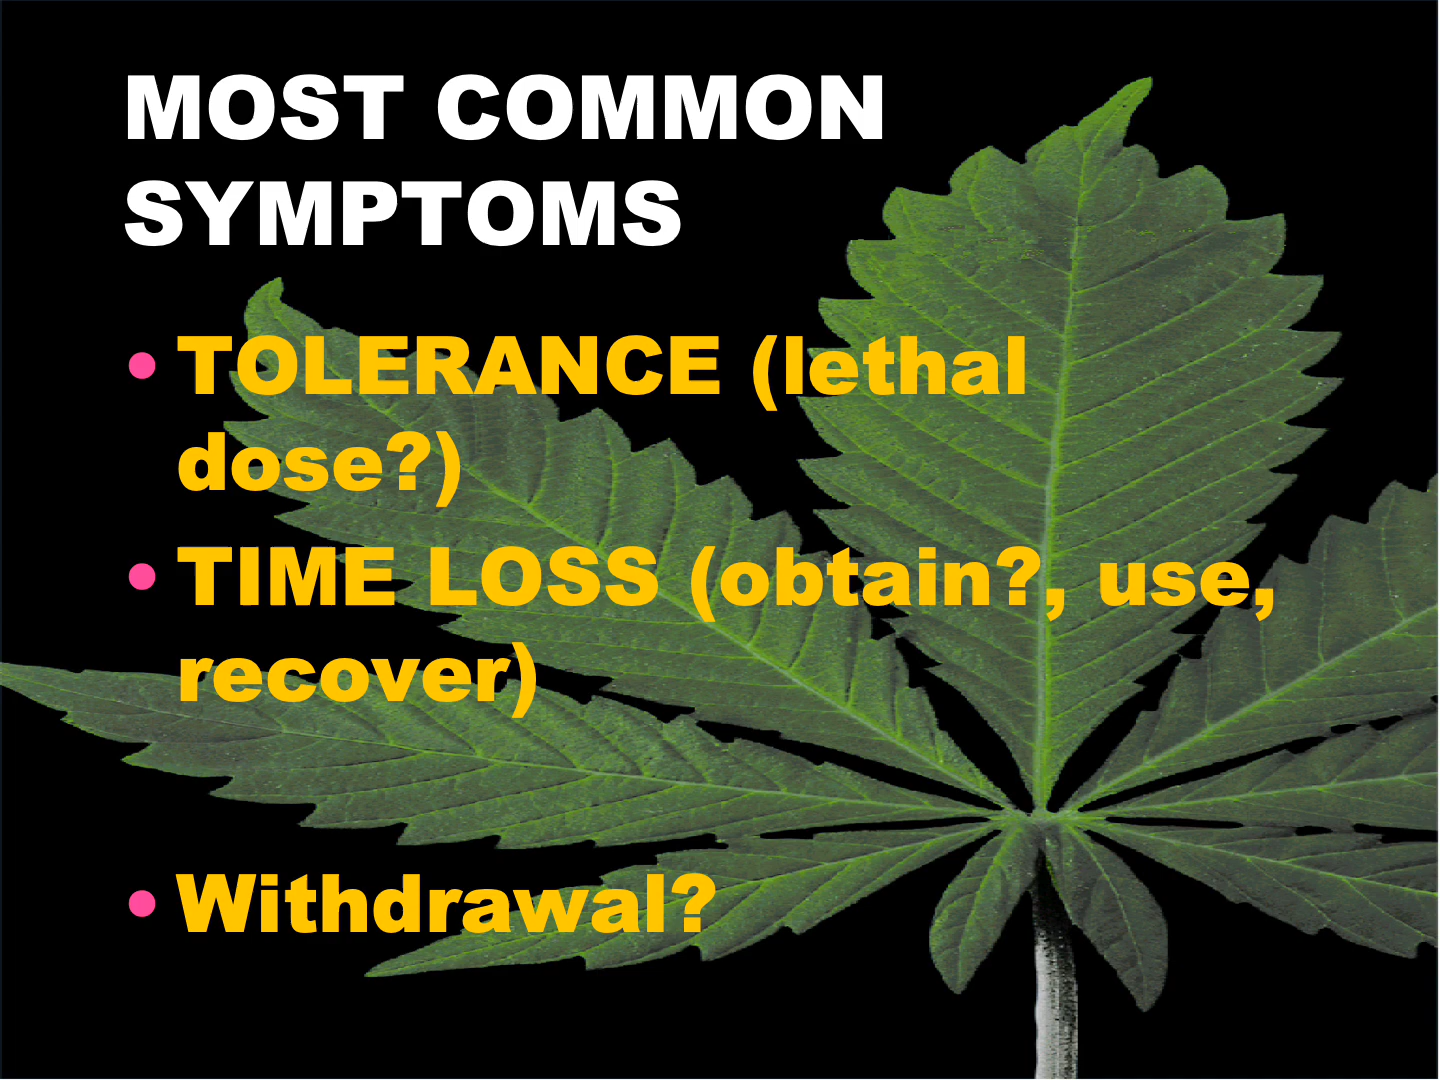 MOST COMMON
SYMPTOMS
• TOLERANCE (lethal
dose?)
• TIME LOSS (obtain?, use,
recover)
• Withdrawal?